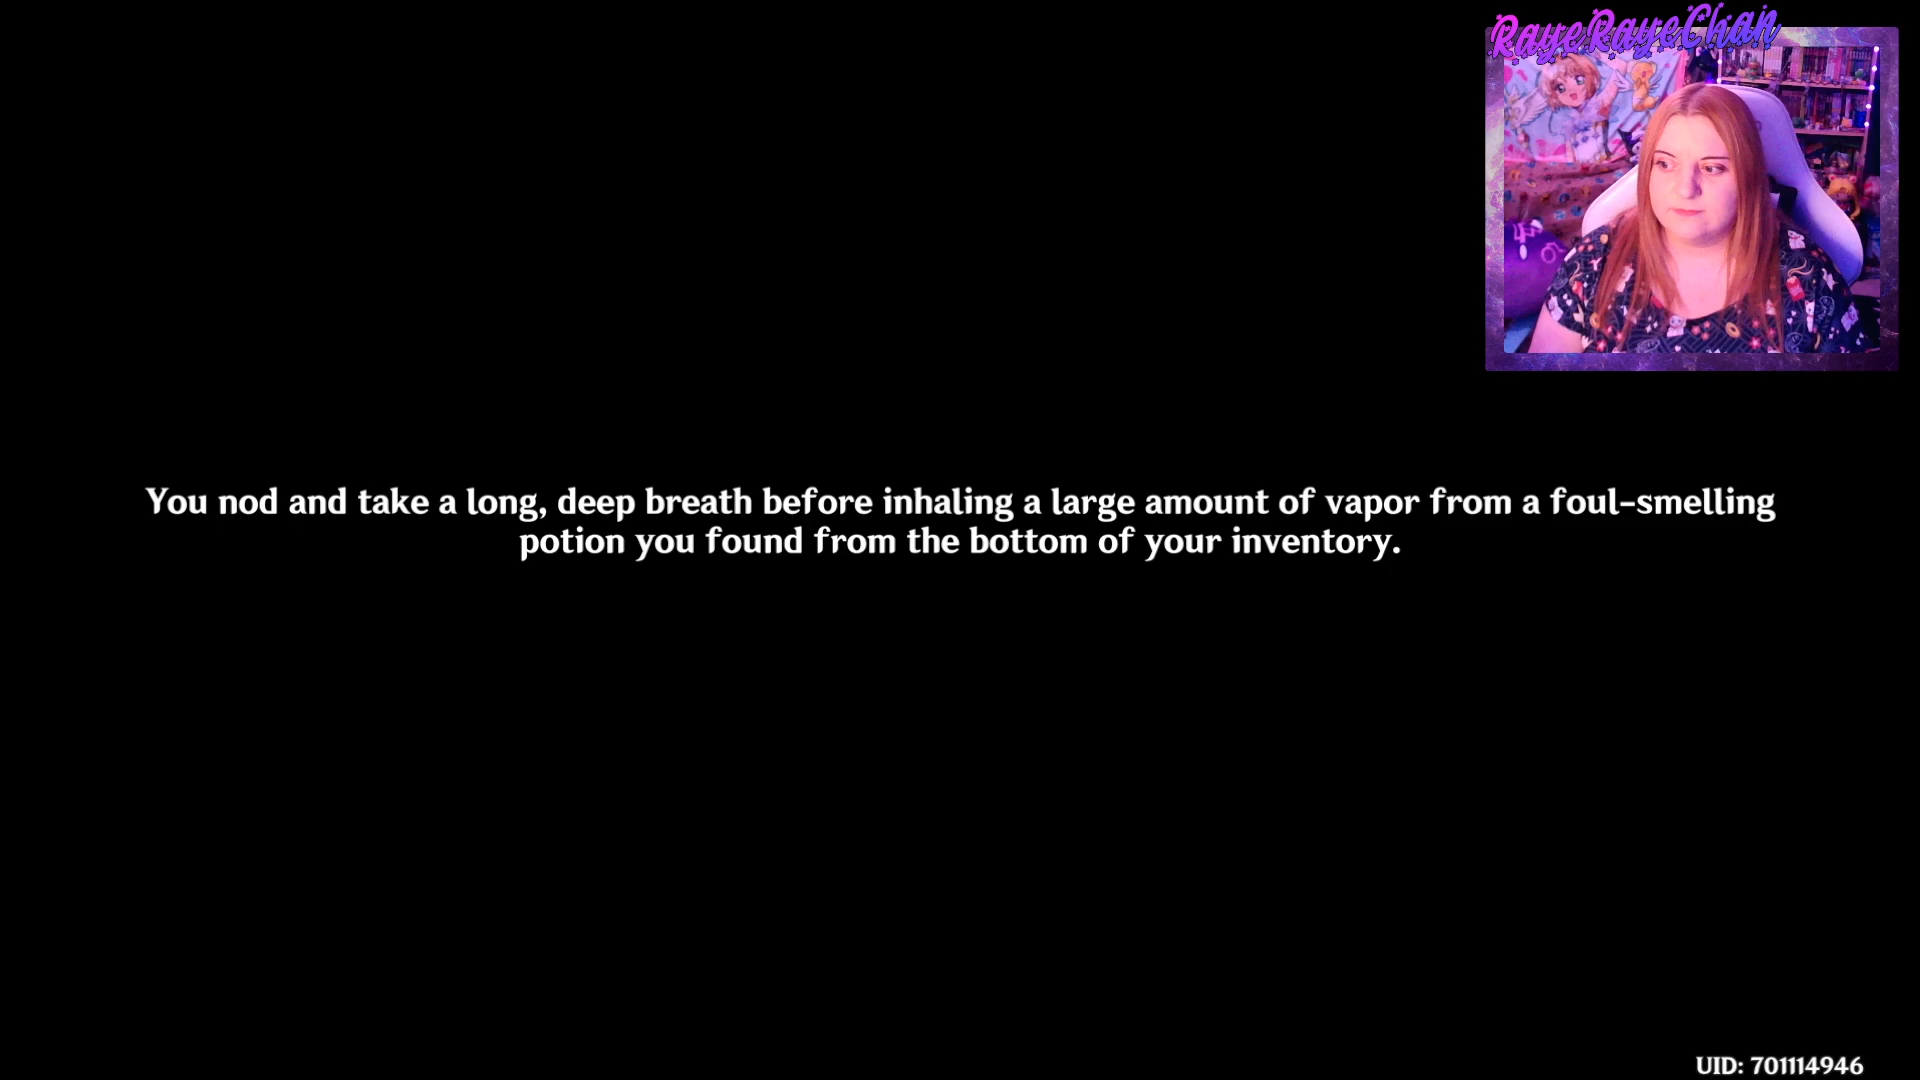 RayeRayeChan
You nod and take a long, deep breath before inhaling a large amount of vapor from a foul-smelling
potion you found from the bottom of your inventory.
UID: 701114946